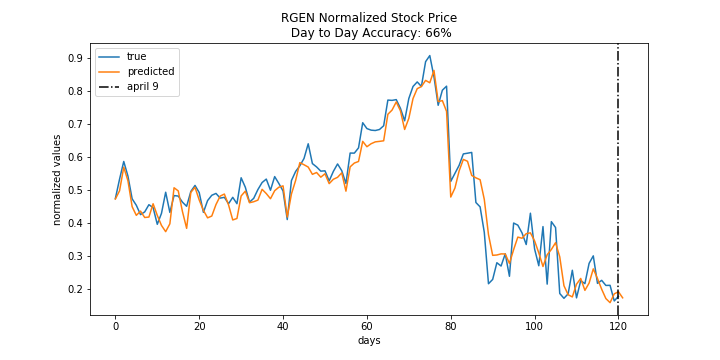 RGEN Normalized Stock Price
Day to Day Accuracy: 66%
true
predicted
april 9
normalized values
0.9
0.8
0.7
0.6
0.5
0.4
0.3
0.2
0
20
40
60
80
100
120
days